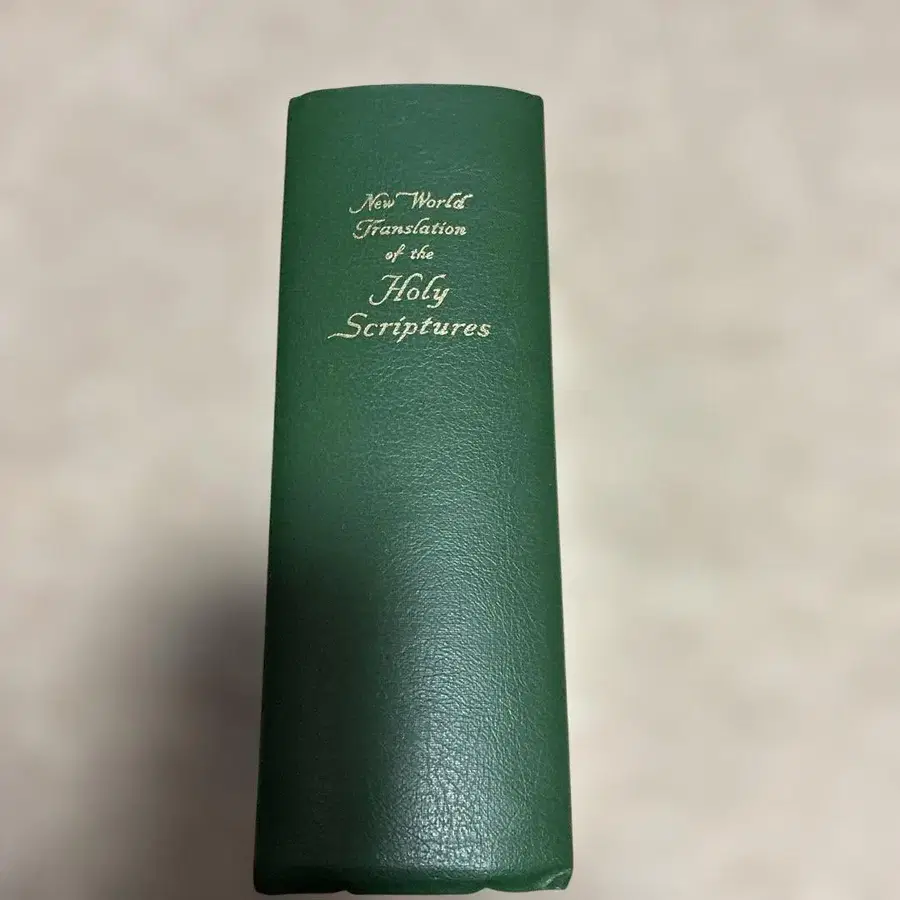 New World
Translation
of the
Holy
Scriptures